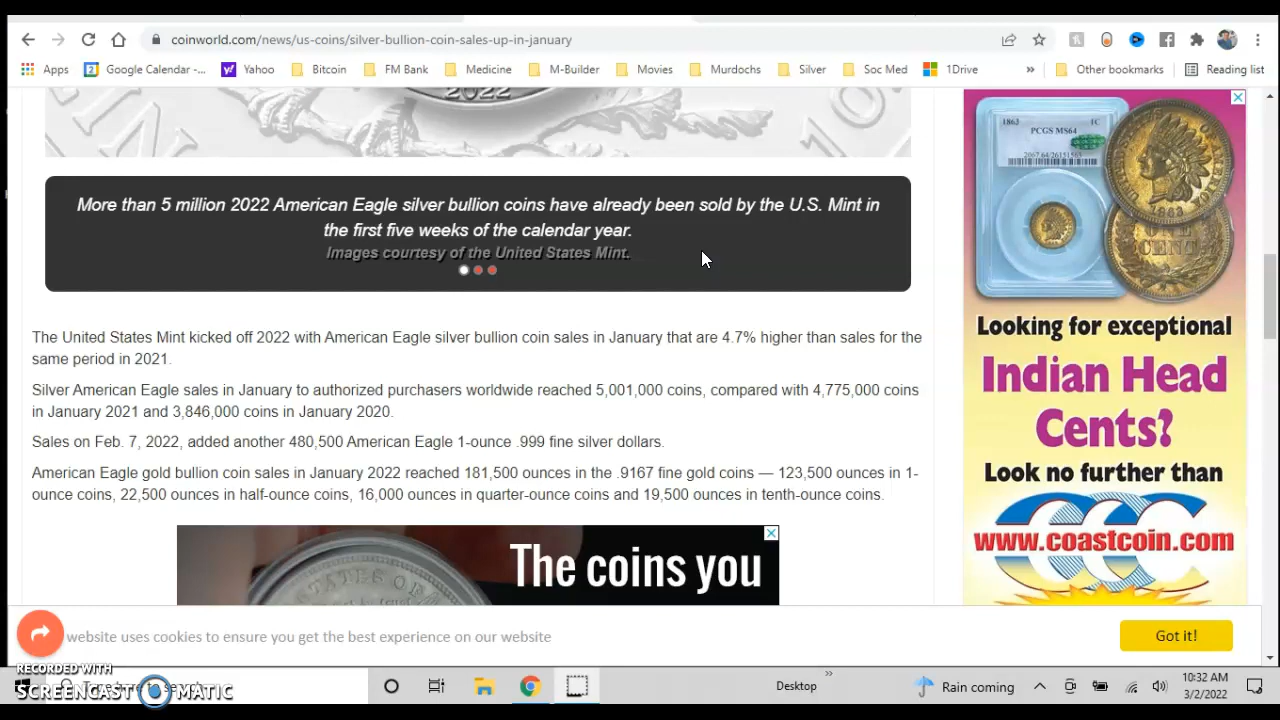 coinworld.com/news/us-coins/silver-bullion-coin-sales-up-in-january
Apps Google Calendar -... Yahoo Bitcoin FM Bank Medicine M-Builder Movies Murdochs Silver Soc Med 1Drive » Other bookmarks Reading list
2022
More than 5 million 2022 American Eagle silver bullion coins have already been sold by the U.S. Mint in
the first five weeks of the calendar year.
Images courtesy of the United States Mint.
The United States Mint kicked off 2022 with American Eagle silver bullion coin sales in January that are 4.7% higher than sales for the
same period in 2021.
Silver American Eagle sales in January to authorized purchasers worldwide reached 5,001,000 coins, compared with 4,775,000 coins
in January 2021 and 3,846,000 coins in January 2020.
Sales on Feb. 7, 2022, added another 480,500 American Eagle 1-ounce .999 fine silver dollars.
American Eagle gold bullion coin sales in January 2022 reached 181,500 ounces in the .9167 fine gold coins — 123,500 ounces in 1-
ounce coins, 22,500 ounces in half-ounce coins, 16,000 ounces in quarter-ounce coins and 19,500 ounces in tenth-ounce coins.
The coins you
STATES OF
1863 1C
PCGS MS64
ONE
CENT
Looking for exceptional
Indian Head
Cents?
Look no further than
CCC
www.coastcoin.com
website uses cookies to ensure you get the best experience on our website
Got it!
RECORDED WITH
SCREENCAST MATIC
Desktop »
Rain coming
10:32 AM
3/2/2022